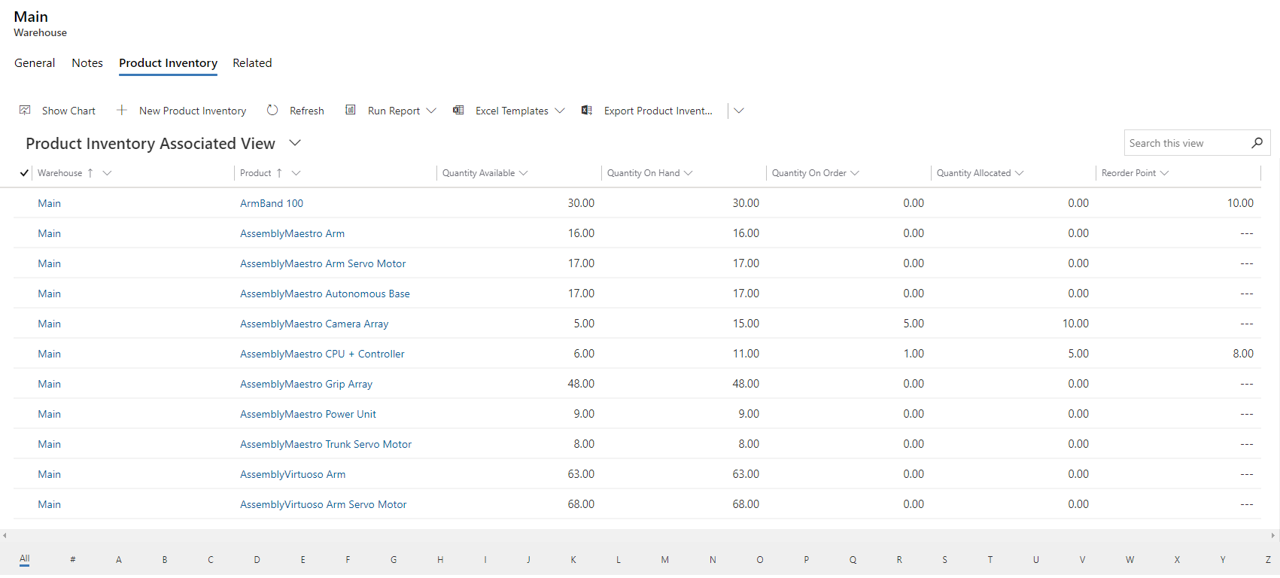 Main
Warehouse
General Notes Product Inventory Related
Show Chart New Product Inventory Refresh Run Report Excel Templates Export Product Invent...
Product Inventory Associated View
Search this view
Warehouse ↑ Product ↑ Quantity Available Quantity On Hand Quantity On Order Quantity Allocated Reorder Point
Main ArmBand 100 30.00 30.00 0.00 0.00 10.00
Main AssemblyMaestro Arm 16.00 16.00 0.00 0.00 ---
Main AssemblyMaestro Arm Servo Motor 17.00 17.00 0.00 0.00 ---
Main AssemblyMaestro Autonomous Base 17.00 17.00 0.00 0.00 ---
Main AssemblyMaestro Camera Array 5.00 15.00 5.00 10.00 ---
Main AssemblyMaestro CPU + Controller 6.00 11.00 1.00 5.00 8.00
Main AssemblyMaestro Grip Array 48.00 48.00 0.00 0.00 ---
Main AssemblyMaestro Power Unit 9.00 9.00 0.00 0.00 ---
Main AssemblyMaestro Trunk Servo Motor 8.00 8.00 0.00 0.00 ---
Main AssemblyVirtuoso Arm 63.00 63.00 0.00 0.00 ---
Main AssemblyVirtuoso Arm Servo Motor 68.00 68.00 0.00 0.00 ---
All # A B C D E F G H I J K L M N O P Q R S T U V W X Y Z